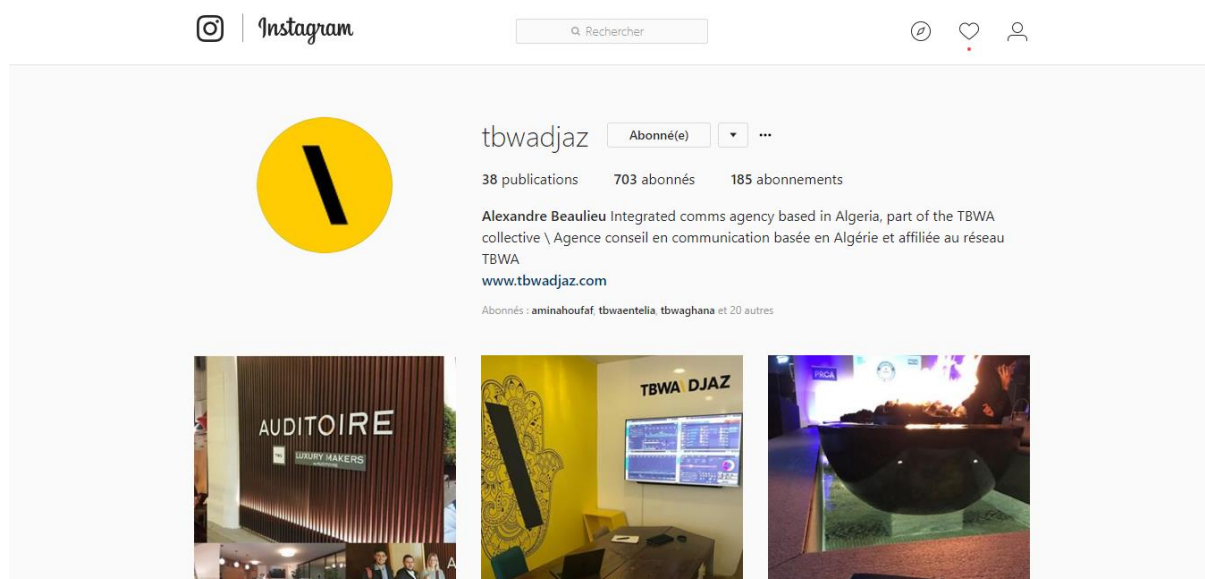 Instagram
Rechercher
tbwadjaz Abonné(e)
38 publications 703 abonnés 185 abonnements
Alexandre Beaulieu Integrated comms agency based in Algeria, part of the TBWA
collective \ Agence conseil en communication basée en Algérie et affiliée au réseau
TBWA
www.tbwadjaz.com
Abonnés : aminahoufaf, tbwaentelia, tbwaghana et 20 autres
AUDITOIRE
LUXURY MAKERS
TBWA\DJAZ
PRCA